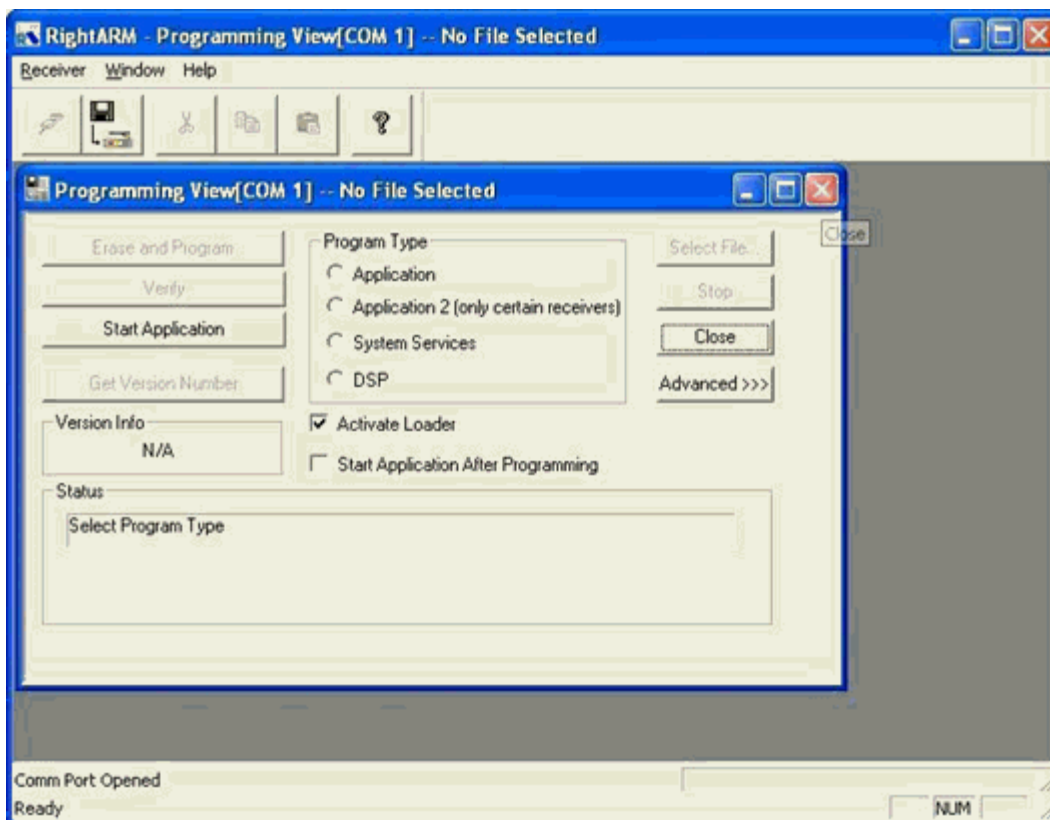 RightARM - Programming View[COM 1] -- No File Selected
Receiver Window Help
Programming View[COM 1] -- No File Selected
Close
Erase and Program
Verify
Start Application
Get Version Number
Version Info
N/A
Program Type
Application
Application 2 (only certain receivers)
System Services
DSP
Activate Loader
Start Application After Programming
Select File...
Stop
Close
Advanced >>>
Status
Select Program Type
Comm Port Opened
Ready
NUM